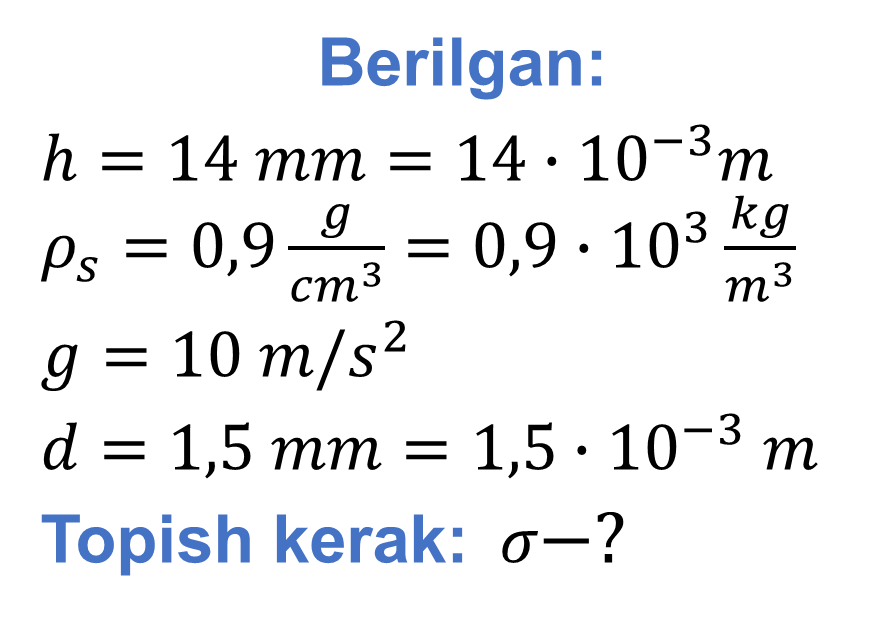 Berilgan:
h = 14 mm = 14 · 10⁻³ m
ρₛ = 0,9 g/cm³ = 0,9 · 10³ kg/m³
g = 10 m/s²
d = 1,5 mm = 1,5 · 10⁻³ m
Topish kerak: σ−?